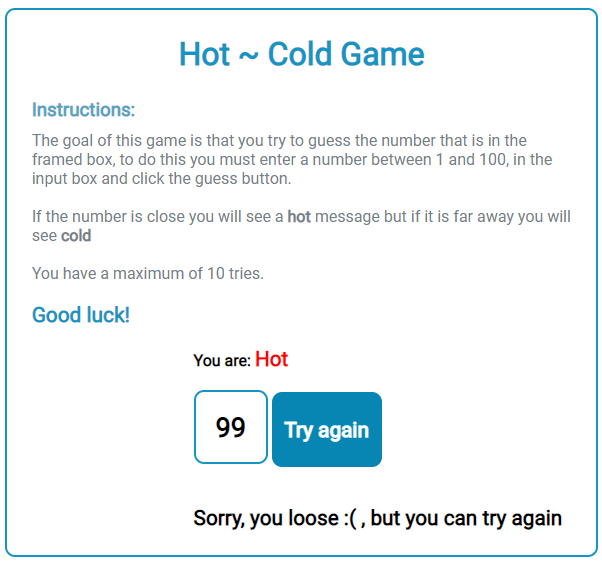 Hot ~ Cold Game
Instructions:
The goal of this game is that you try to guess the number that is in the
framed box, to do this you must enter a number between 1 and 100, in the
input box and click the guess button.
If the number is close you will see a hot message but if it is far away you will
see cold
You have a maximum of 10 tries.
Good luck!
You are: Hot
99
Try again
Sorry, you loose :( , but you can try again